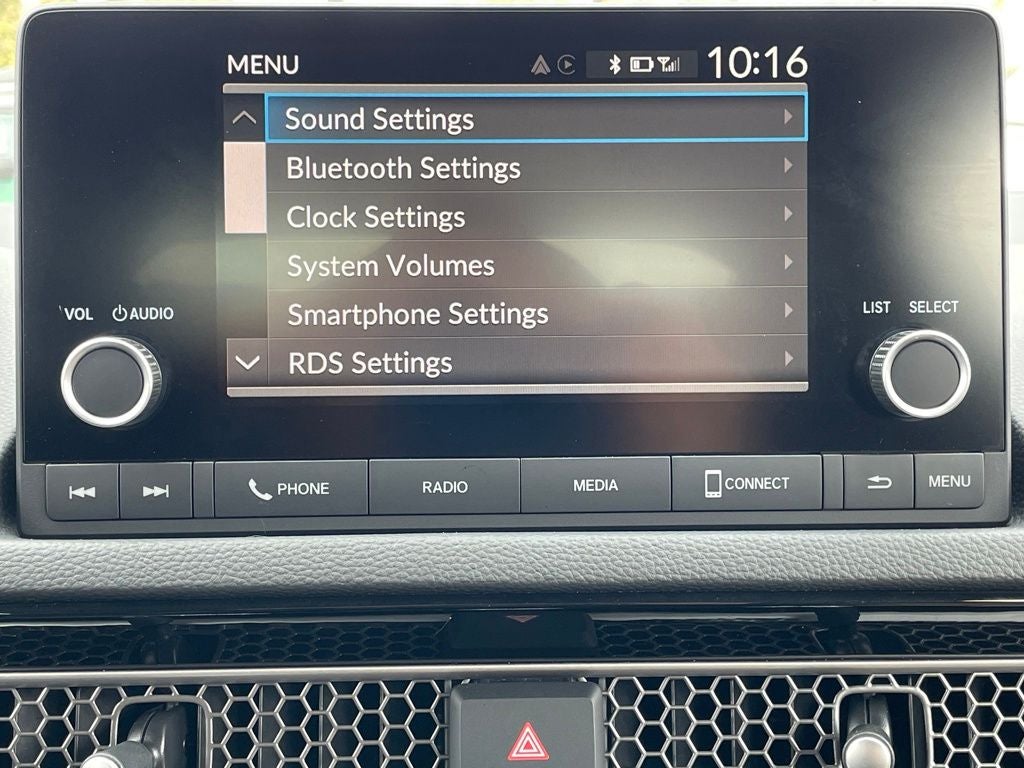 MENU 10:16
Sound Settings
Bluetooth Settings
Clock Settings
System Volumes
Smartphone Settings
RDS Settings
VOL AUDIO
LIST SELECT
PHONE RADIO MEDIA CONNECT MENU